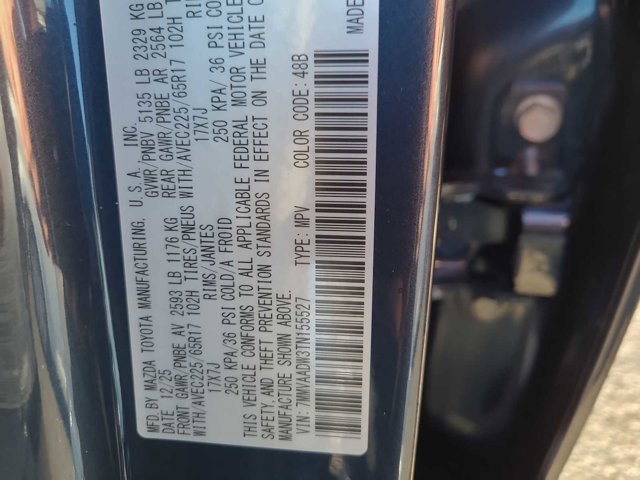 MFD. BY MAZDA TOYOTA MANUFACTURING, U.S.A. INC.
DATE 12/25 GVWR/PNBV 5135 LB 2329 KG
FRONT GAWR/PNBE AV 2593 LB 1176 KG REAR GAWR/PNBE AR 2564 LB
WITH/AVEC225/65R17 102H TIRES/PNEUS WITH/AVEC225/65R17 102H
17X7J RIMS/JANTES 17X7J
250 KPA/36 PSI COLD/A FROID 250 KPA/36 PSI
THIS VEHICLE CONFORMS TO ALL APPLICABLE FEDERAL MOTOR VEHICLE
SAFETY AND THEFT PREVENTION STANDARDS IN EFFECT ON THE DATE
MANUFACTURE SHOWN ABOVE.
VIN: TYPE: MPV COLOR CODE: 48B
MADE